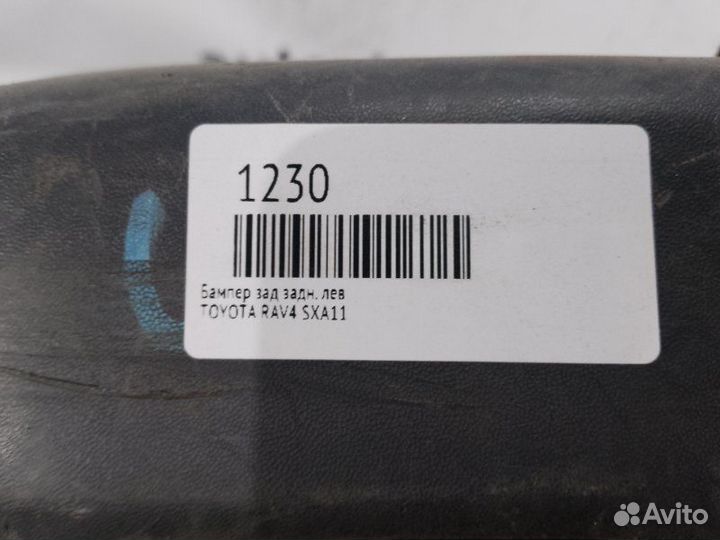 1230
Бампер зад задн. лев
TOYOTA RAV4 SXA11
Avito